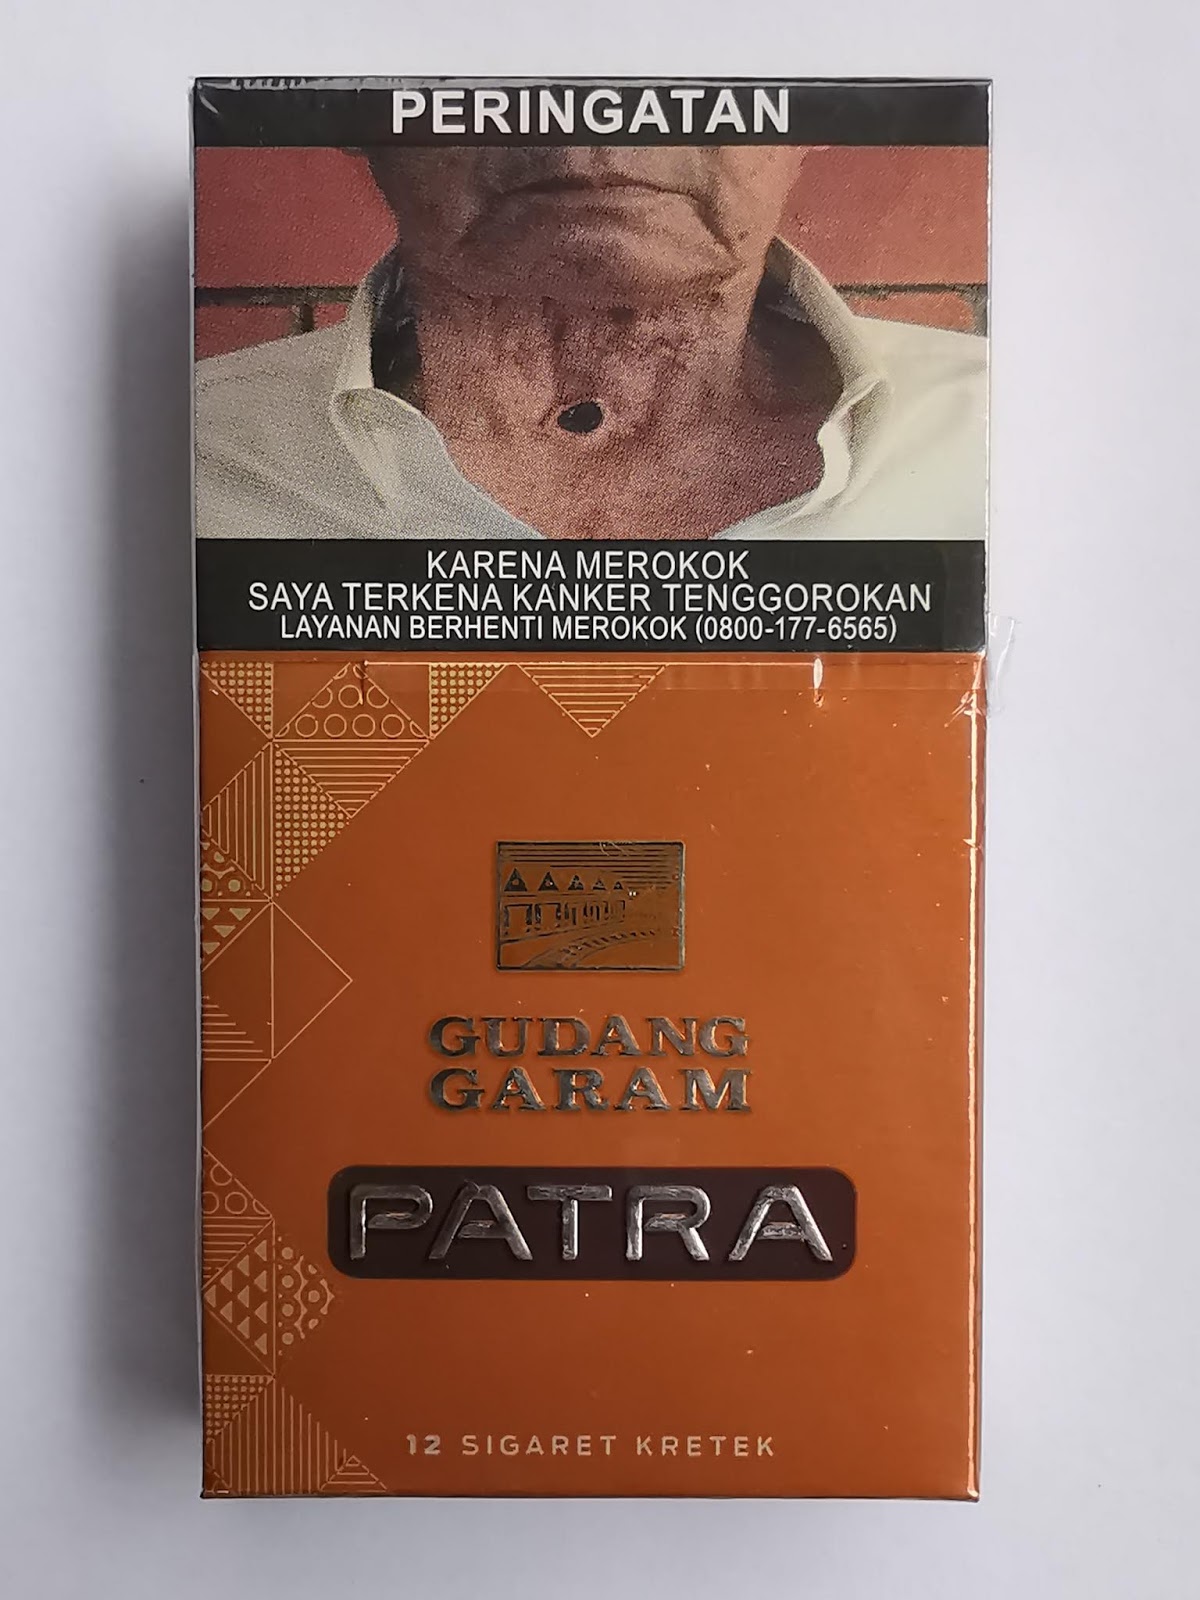 PERINGATAN
KARENA MEROKOK
SAYA TERKENA KANKER TENGGOROKAN
LAYANAN BERHENTI MEROKOK (0800-177-6565)
GUDANG
GARAM
PATRA
12 SIGARET KRETEK